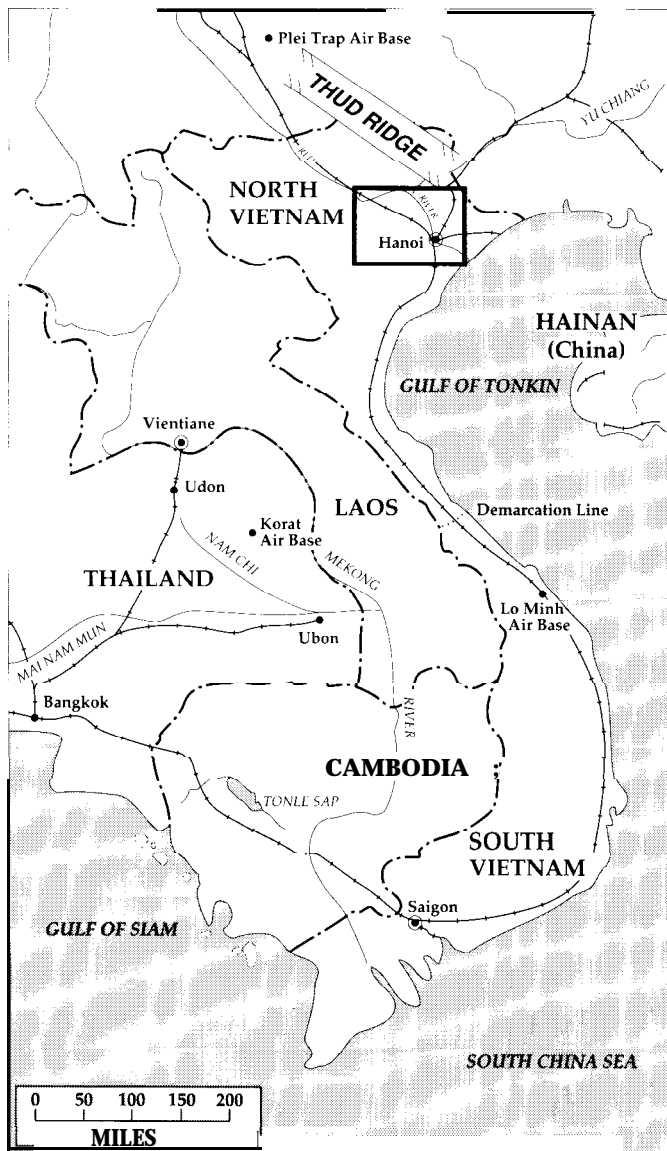 Plei Trap Air Base
THUD RIDGE
YU CHIANG
RIVER
NORTH
VIETNAM
Hanoi
HAINAN
(China)
GULF OF TONKIN
Vientiane
Udon
LAOS
Demarcation Line
Korat
Air Base
NAM CHI
MEKONG
THAILAND
Lo Minh
Air Base
Ubon
MAI NAM MUN
Bangkok
RIVER
CAMBODIA
TONLE SAP
SOUTH
VIETNAM
Saigon
GULF OF SIAM
SOUTH CHINA SEA
0 50 100 150 200
MILES